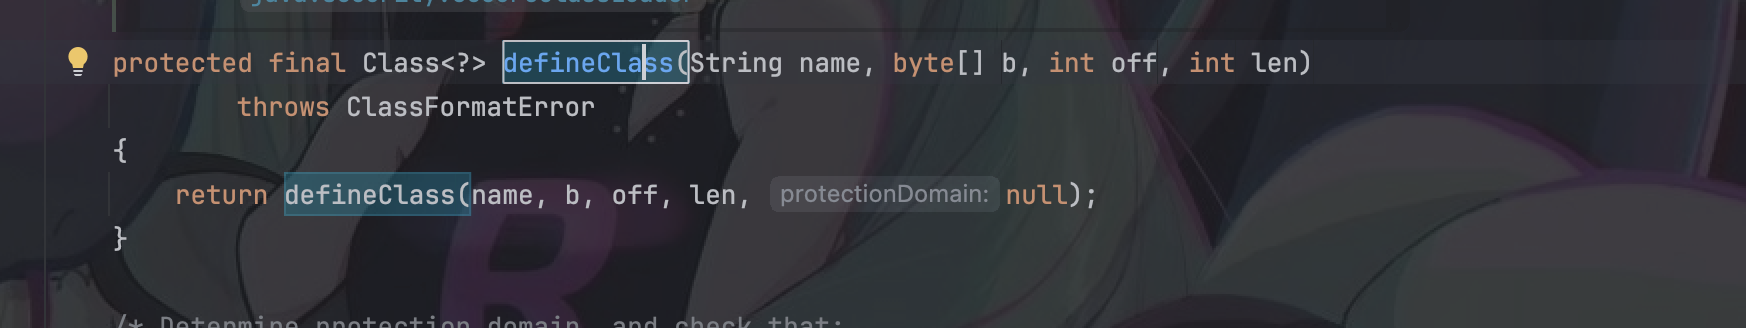 protected final Class<?> defineClass(String name, byte[] b, int off, int len)
throws ClassFormatError
{
return defineClass(name, b, off, len, protectionDomain: null);
}
/* Determine protection domain, and check that: